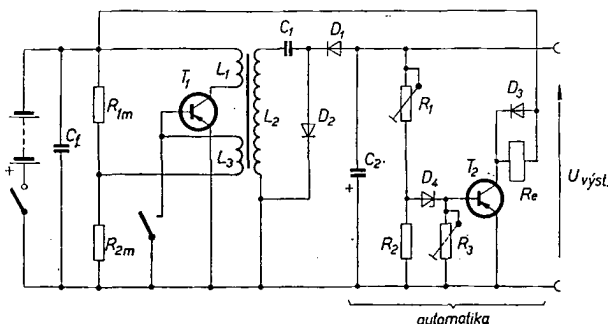 C₁ D₁
T₁ L₁ R₁ D₃
R₁ₘ
Cf L₂ D₂
L₃ C₂ T₂ U výst.
+ D₄ Re
+
R₂ₘ R₂ R₃
automatika